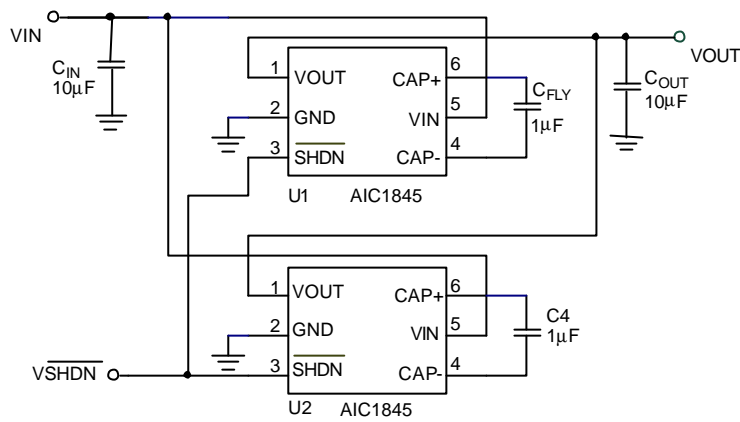 VIN
CIN
10µF
1
VOUT
CAP+
6
2
GND
VIN
5
3
SHDN
CAP-
4
U1
AIC1845
CFLY
1µF
COUT
10µF
VOUT
1
VOUT
CAP+
6
2
GND
VIN
5
3
SHDN
CAP-
4
U2
AIC1845
C4
1µF
VSHDN